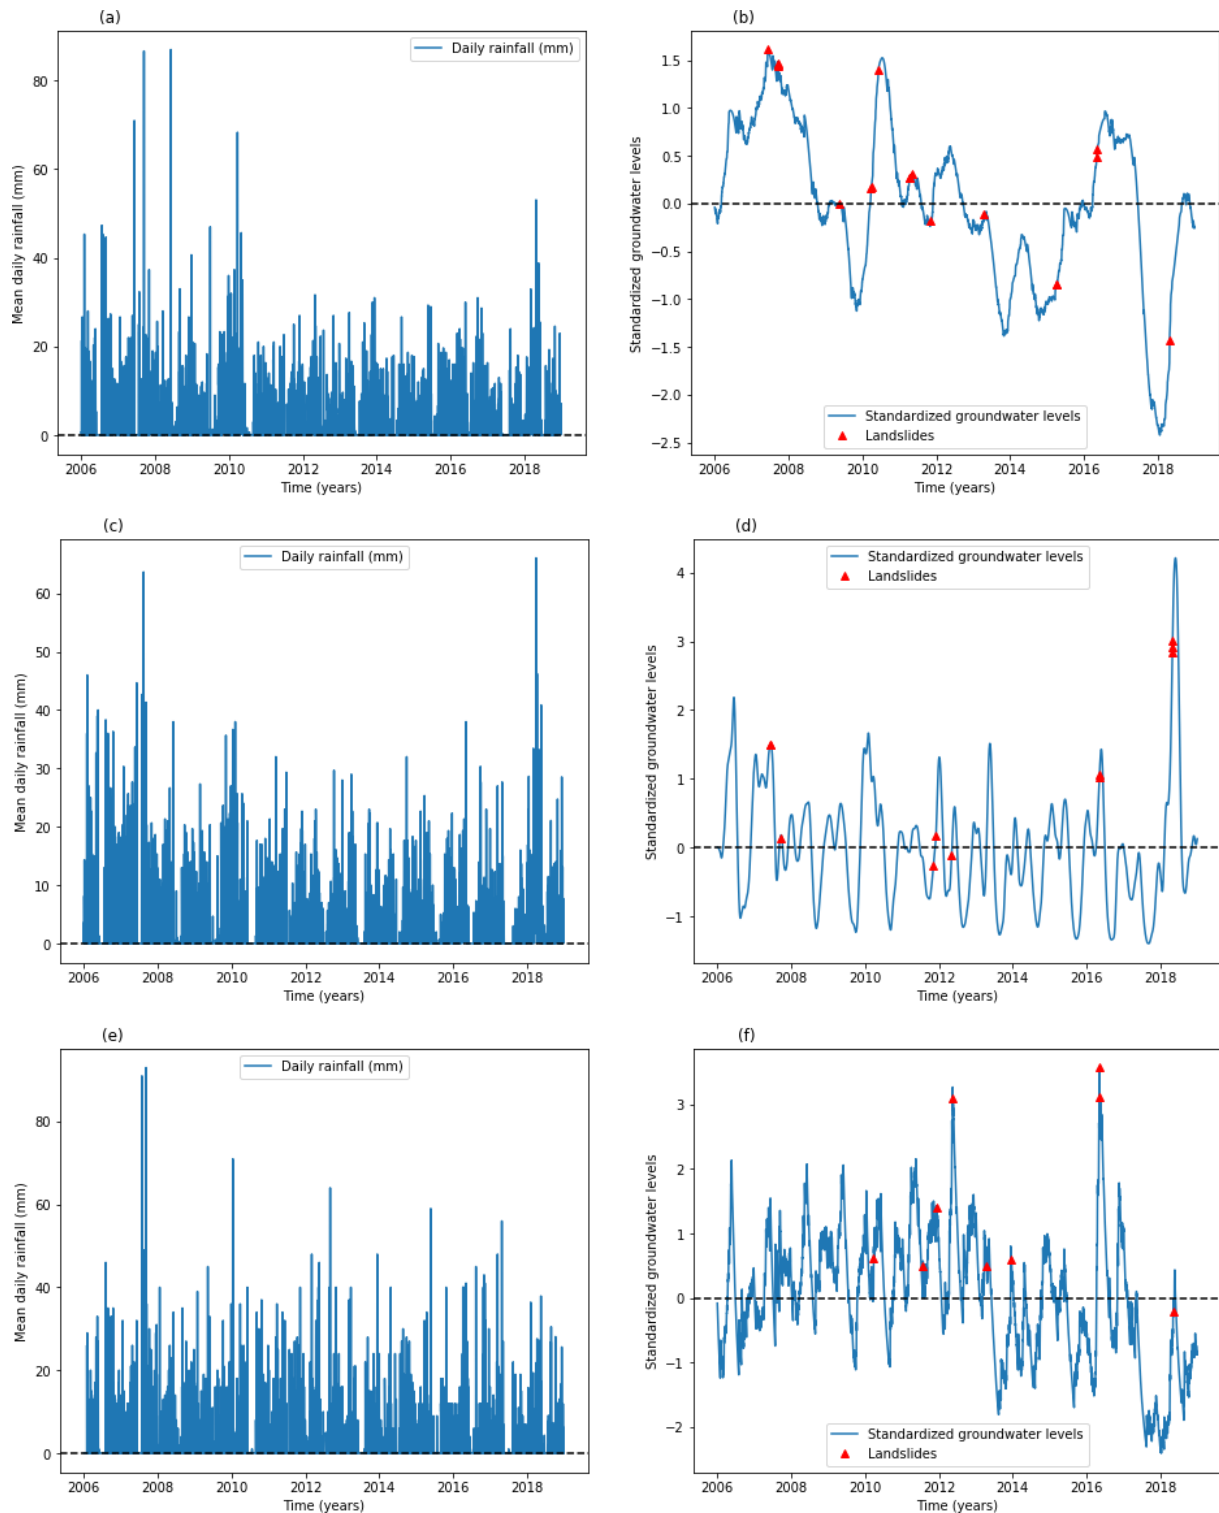 (a)
Daily rainfall (mm)
Mean daily rainfall (mm)
80
60
40
20
0
2006 2008 2010 2012 2014 2016 2018
Time (years)
(b)
Standardized groundwater levels
1.5
1.0
0.5
0.0
−0.5
−1.0
−1.5
−2.0
−2.5
Standardized groundwater levels
Landslides
2006 2008 2010 2012 2014 2016 2018
Time (years)
(c)
Daily rainfall (mm)
Mean daily rainfall (mm)
60
50
40
30
20
10
0
2006 2008 2010 2012 2014 2016 2018
Time (years)
(d)
Standardized groundwater levels
Landslides
Standardized groundwater levels
4
3
2
1
0
−1
2006 2008 2010 2012 2014 2016 2018
Time (years)
(e)
Daily rainfall (mm)
Mean daily rainfall (mm)
80
60
40
20
0
2006 2008 2010 2012 2014 2016 2018
Time (years)
(f)
Standardized groundwater levels
3
2
1
0
−1
−2
Standardized groundwater levels
Landslides
2006 2008 2010 2012 2014 2016 2018
Time (years)